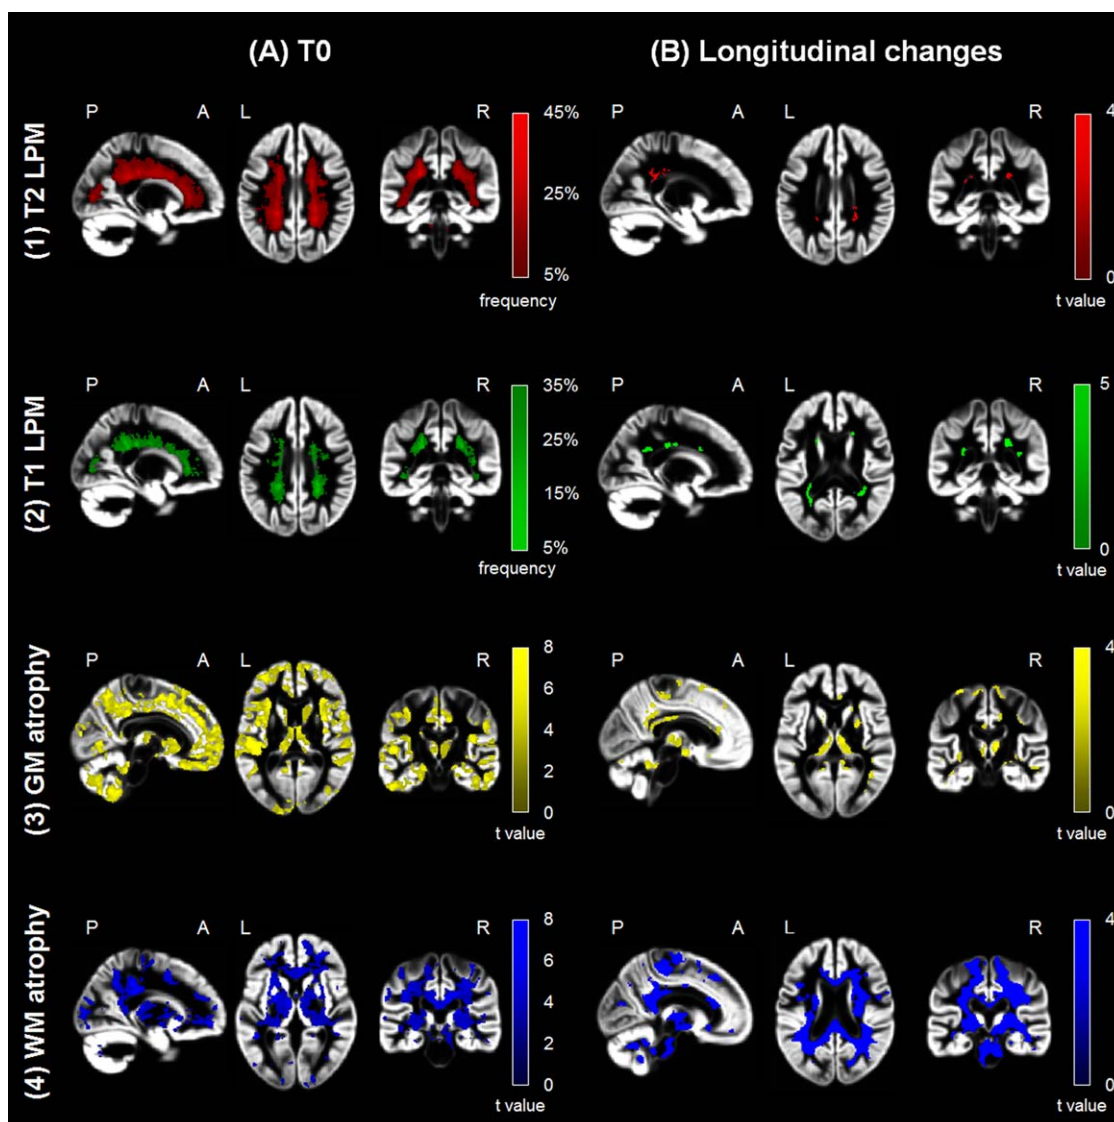 (A) T0 (B) Longitudinal changes
(1) T2 LPM
P A L R 45% P A L R 4
25%
5% 0
frequency t value
(2) T1 LPM
P A L R 35% P A L R 5
25%
15%
5% 0
frequency t value
(3) GM atrophy
P A L R 8 P A L R 4
6
4
2
0 0
t value t value
(4) WM atrophy
P A L R 8 P A L R 4
6
4
2
0 0
t value t value